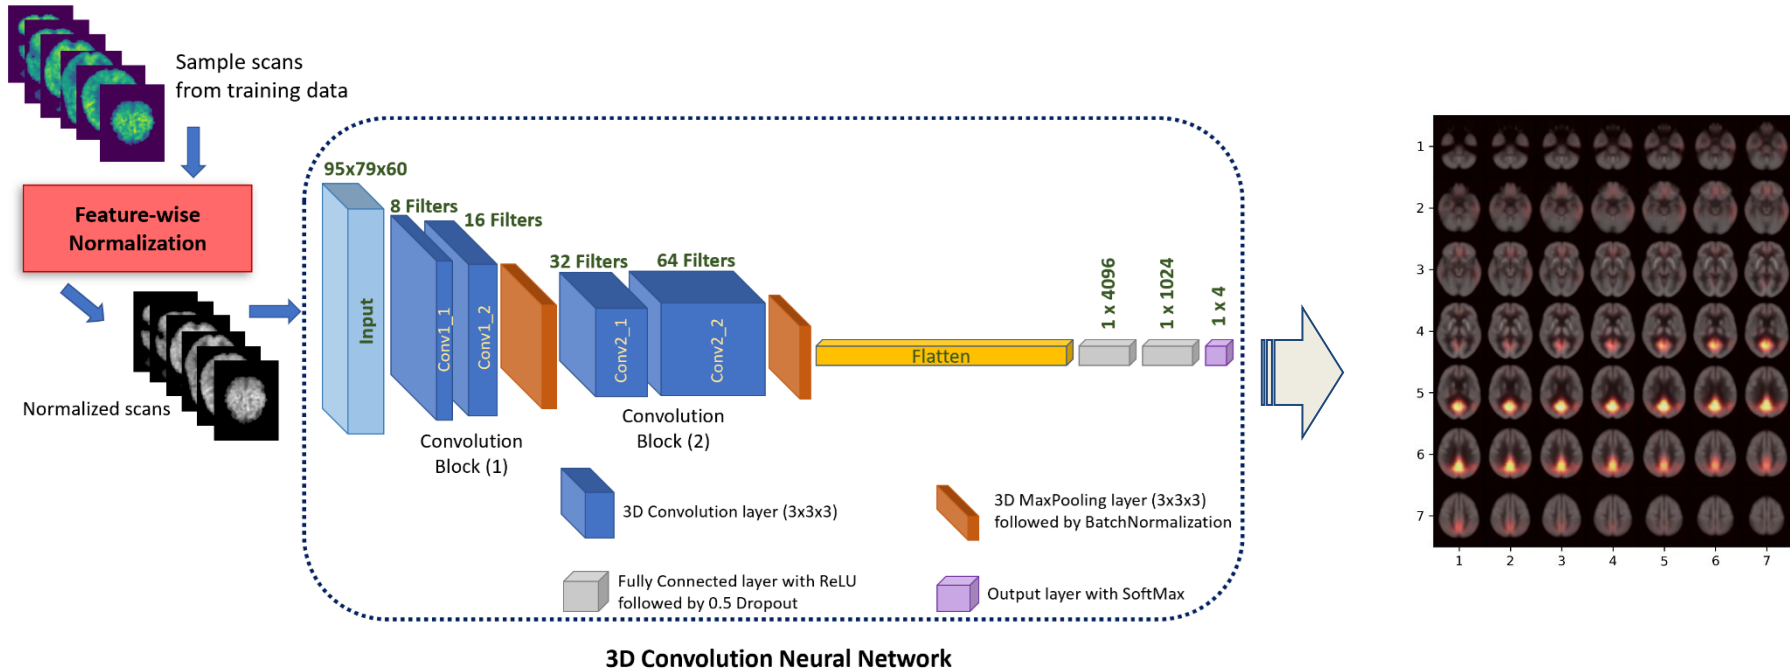 Sample scans
from training data
Feature-wise
Normalization
Normalized scans
95x79x60
Input
8 Filters
Conv1_1
16 Filters
Conv1_2
Convolution
Block (1)
32 Filters
Conv2_1
64 Filters
Conv2_2
Convolution
Block (2)
Flatten
1 x 4096
1 x 1024
1 x 4
3D Convolution layer (3x3x3)
3D MaxPooling layer (3x3x3)
followed by BatchNormalization
Fully Connected layer with ReLU
followed by 0.5 Dropout
Output layer with SoftMax
3D Convolution Neural Network
1
2
3
4
5
6
7
1 2 3 4 5 6 7